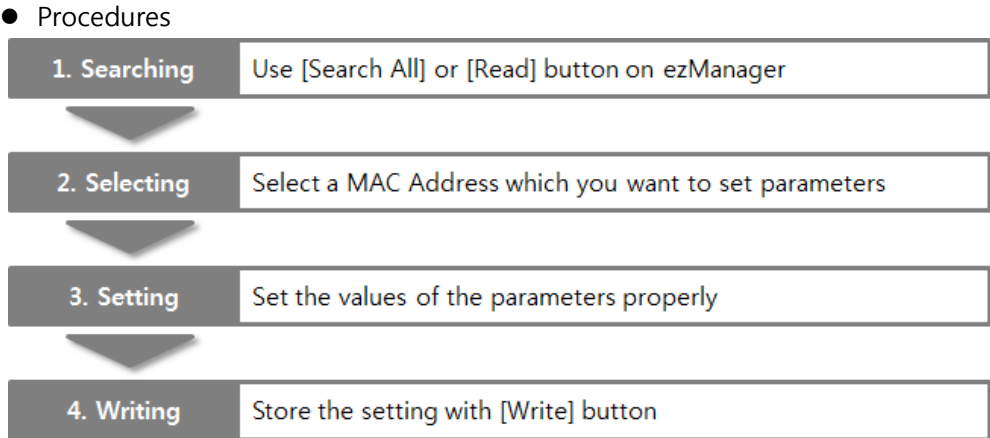 ● Procedures
1. Searching Use [Search All] or [Read] button on ezManager
2. Selecting Select a MAC Address which you want to set parameters
3. Setting Set the values of the parameters properly
4. Writing Store the setting with [Write] button